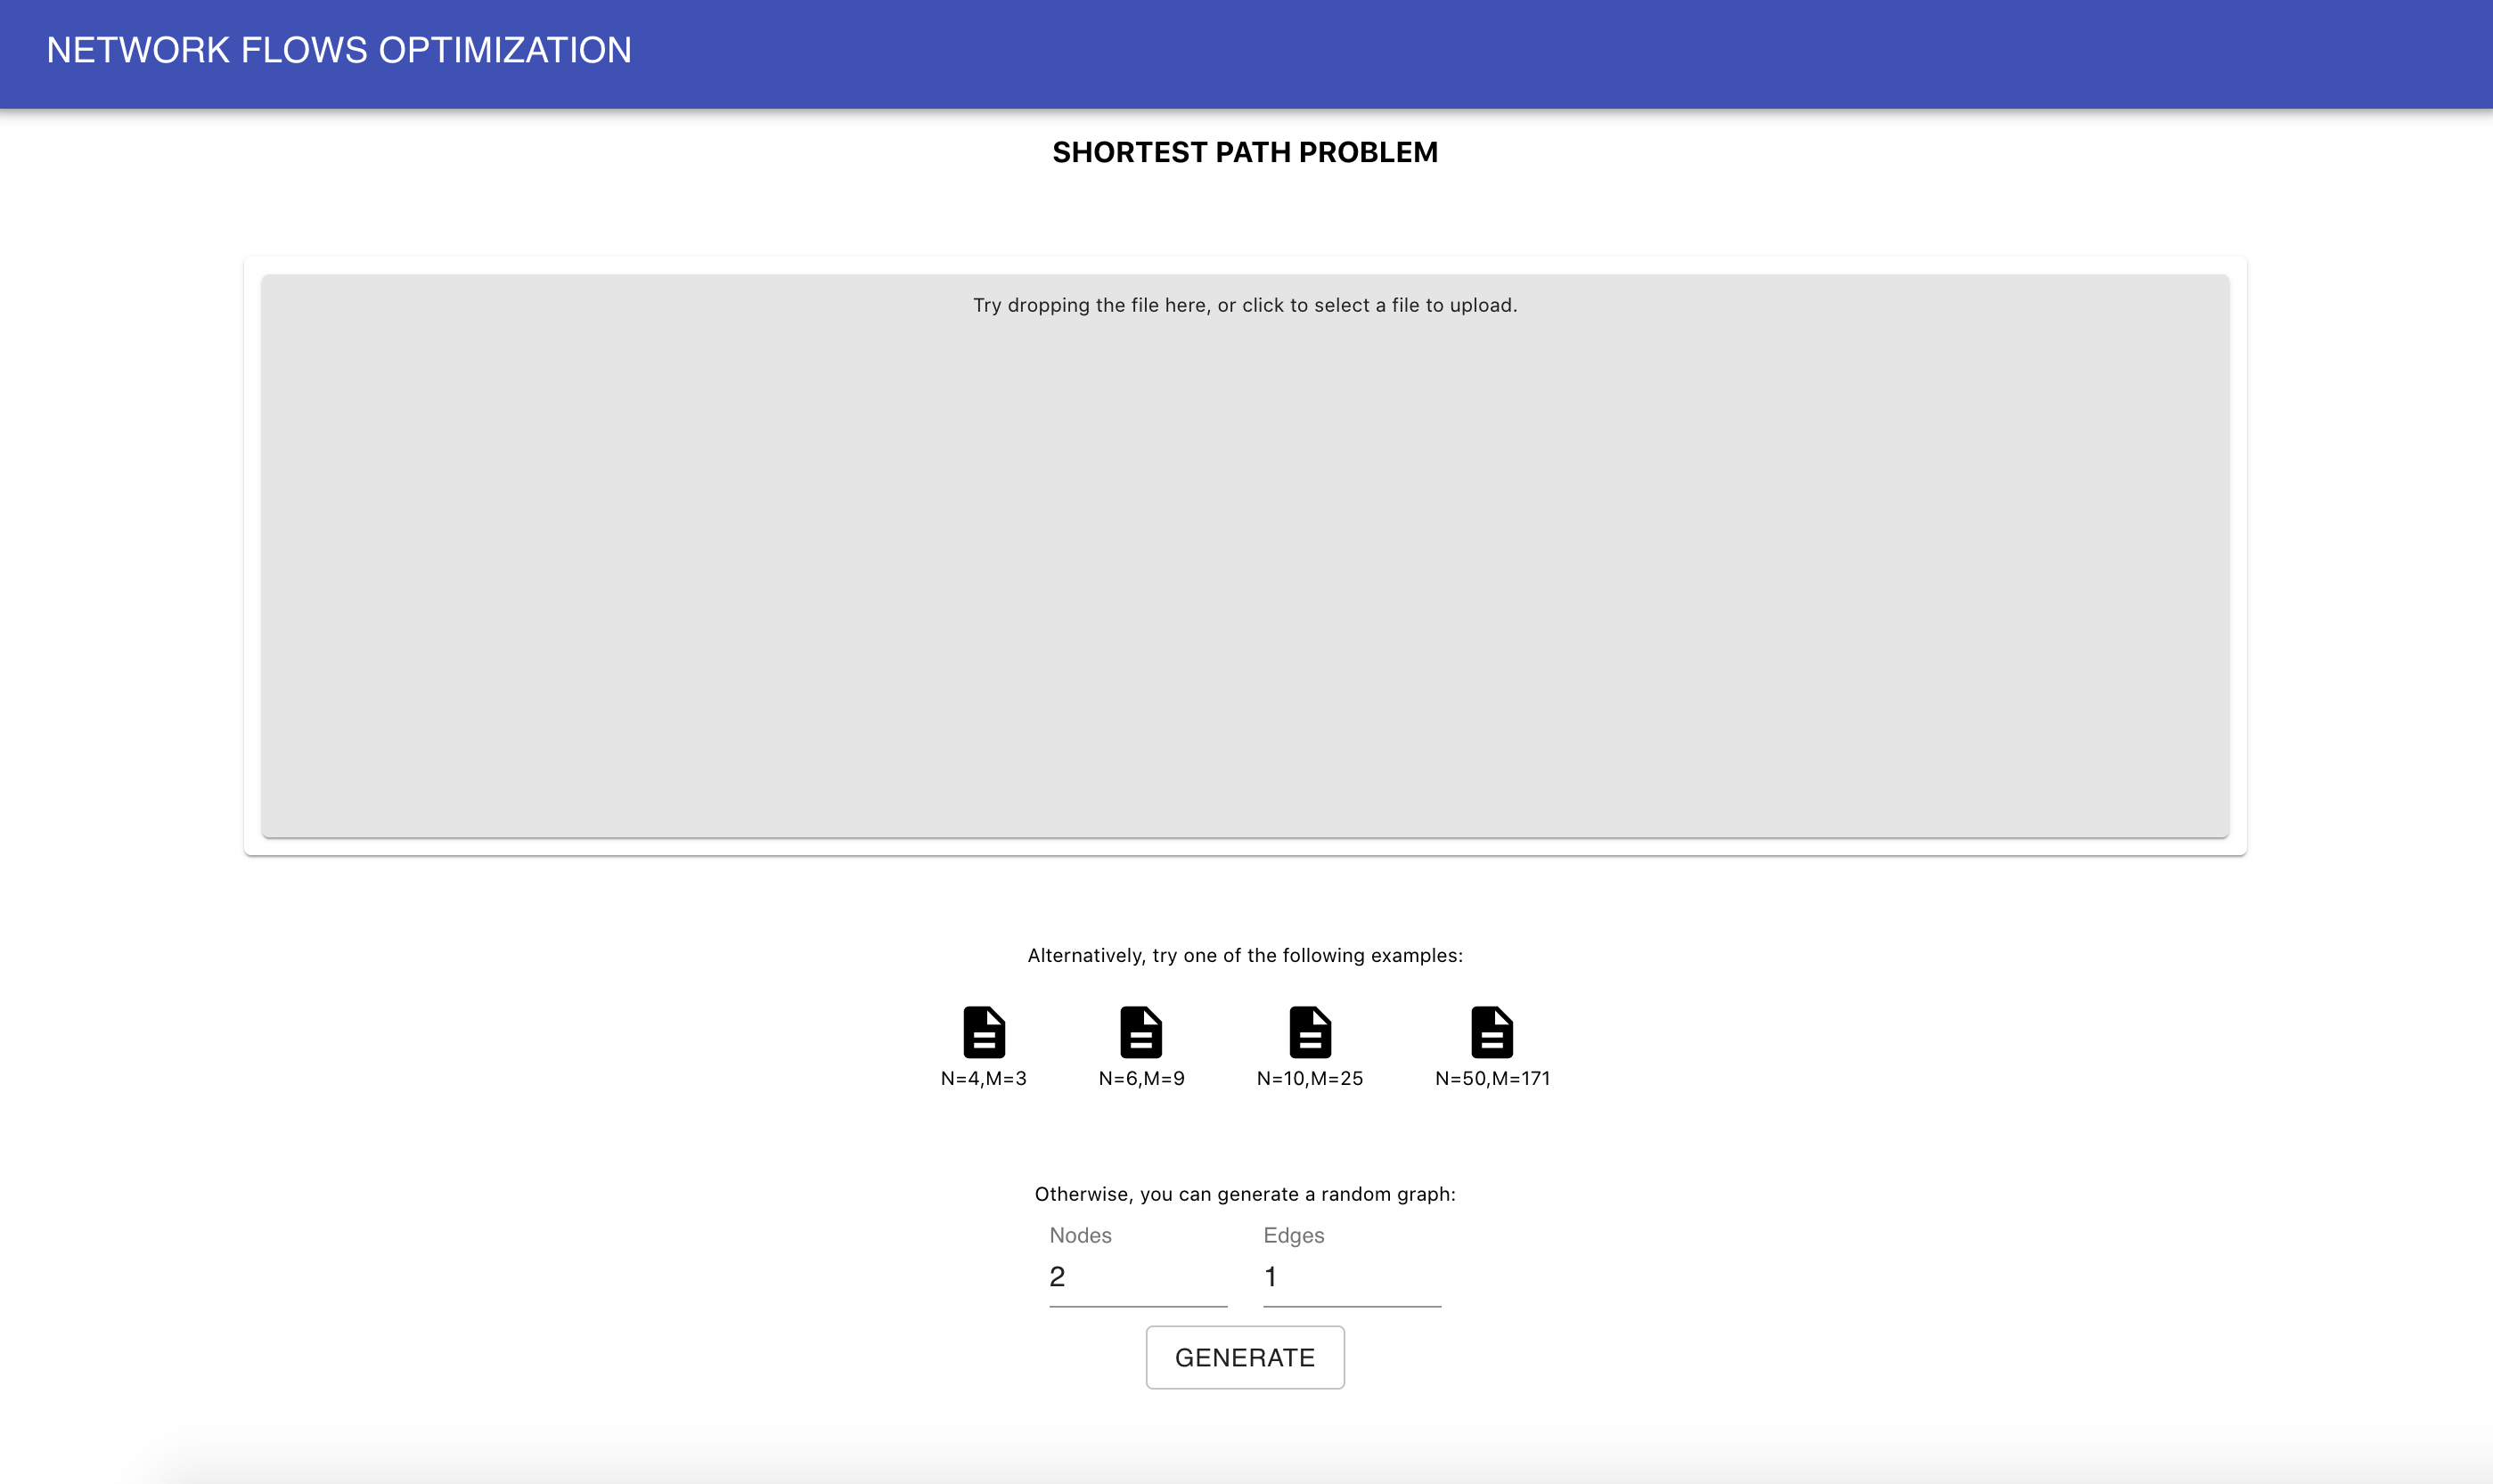 NETWORK FLOWS OPTIMIZATION
SHORTEST PATH PROBLEM
Try dropping the file here, or click to select a file to upload.
Alternatively, try one of the following examples:
N=4,M=3 N=6,M=9 N=10,M=25 N=50,M=171
Otherwise, you can generate a random graph:
Nodes Edges
2 1
GENERATE